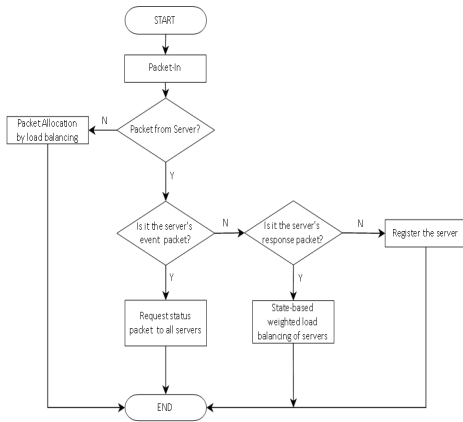 START
Packet-In
Packet from Server?
N
Packet Allocation
by load balancing
Y
Is it the server's
event packet?
N
Is it the server's
response packet?
N
Register the server
Y
Y
Request status
packet to all servers
State-based
weighted load
balancing of servers
END